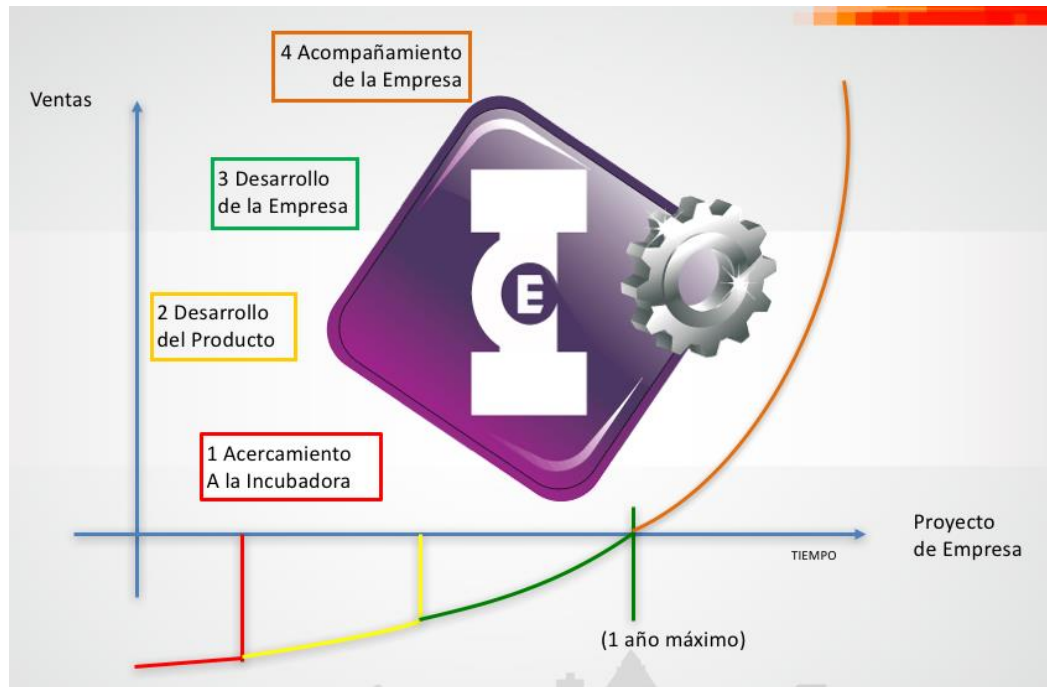 4 Acompañamiento
de la Empresa
Ventas
3 Desarrollo
de la Empresa
E
2 Desarrollo
del Producto
1 Acercamiento
A la Incubadora
Proyecto
de Empresa
TIEMPO
(1 año máximo)